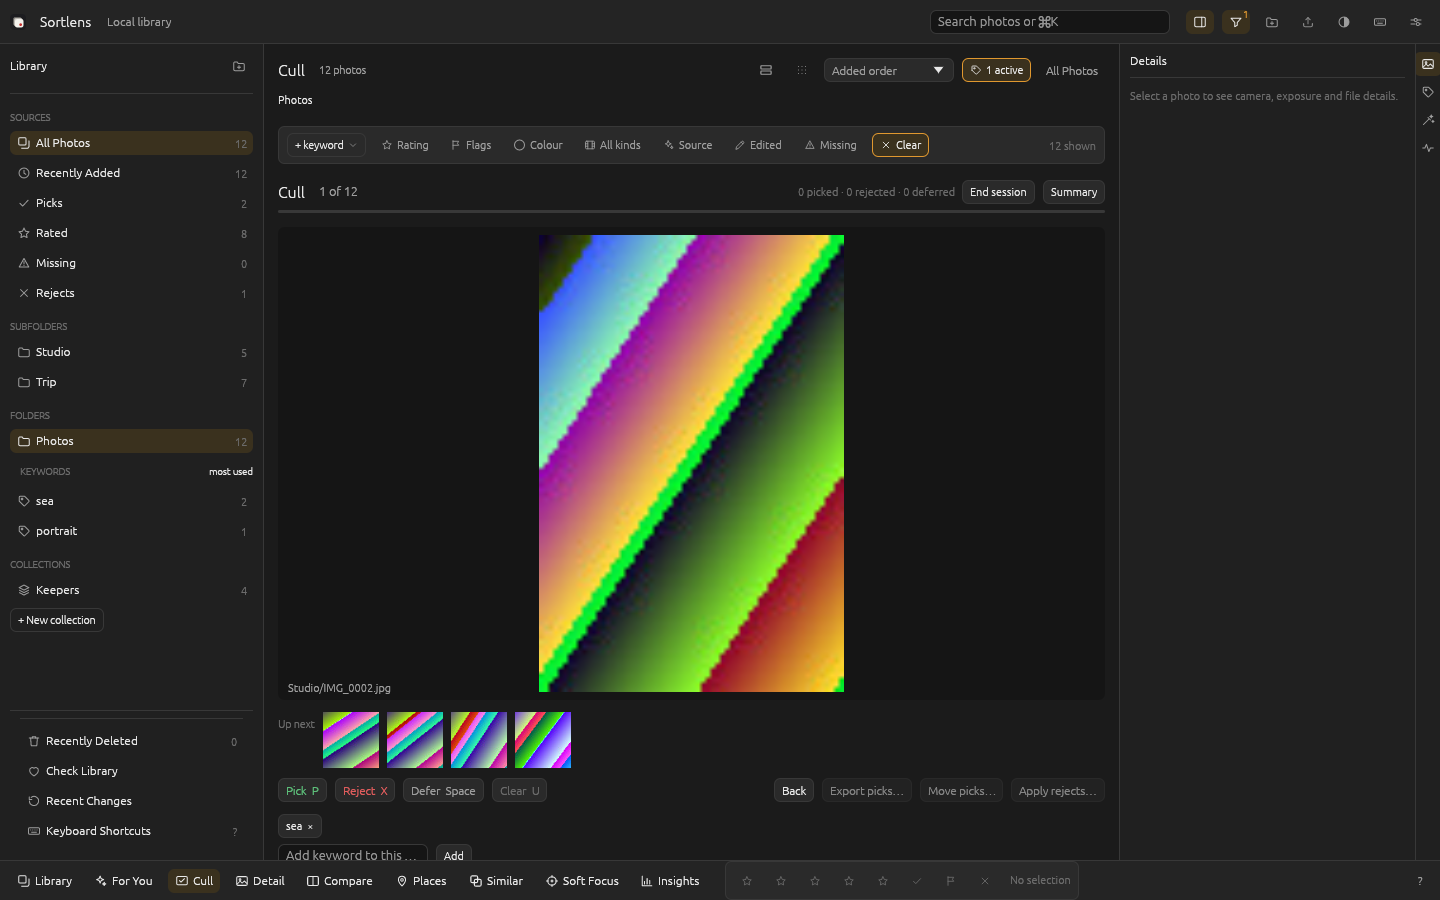 Sortlens Local library Search photos or ⌘K
Library
SOURCES
All Photos 12
Recently Added 12
Picks 2
Rated 8
Missing 0
Rejects 1
SUBFOLDERS
Studio 5
Trip 7
FOLDERS
Photos 12
KEYWORDS most used
sea 2
portrait 1
COLLECTIONS
Keepers 4
+ New collection
Recently Deleted 0
Check Library
Recent Changes
Keyboard Shortcuts ?
Cull 12 photos Added order 1 active All Photos
Photos
+ keyword Rating Flags Colour All kinds Source Edited Missing Clear 12 shown
Cull 1 of 12 0 picked · 0 rejected · 0 deferred End session Summary
Studio/IMG_0002.jpg
Up next
Pick P Reject X Defer Space Clear U Back Export picks... Move picks... Apply rejects...
sea ×
Add keyword to this ... Add
Details
Select a photo to see camera, exposure and file details.
Library For You Cull Detail Compare Places Similar Soft Focus Insights No selection ?